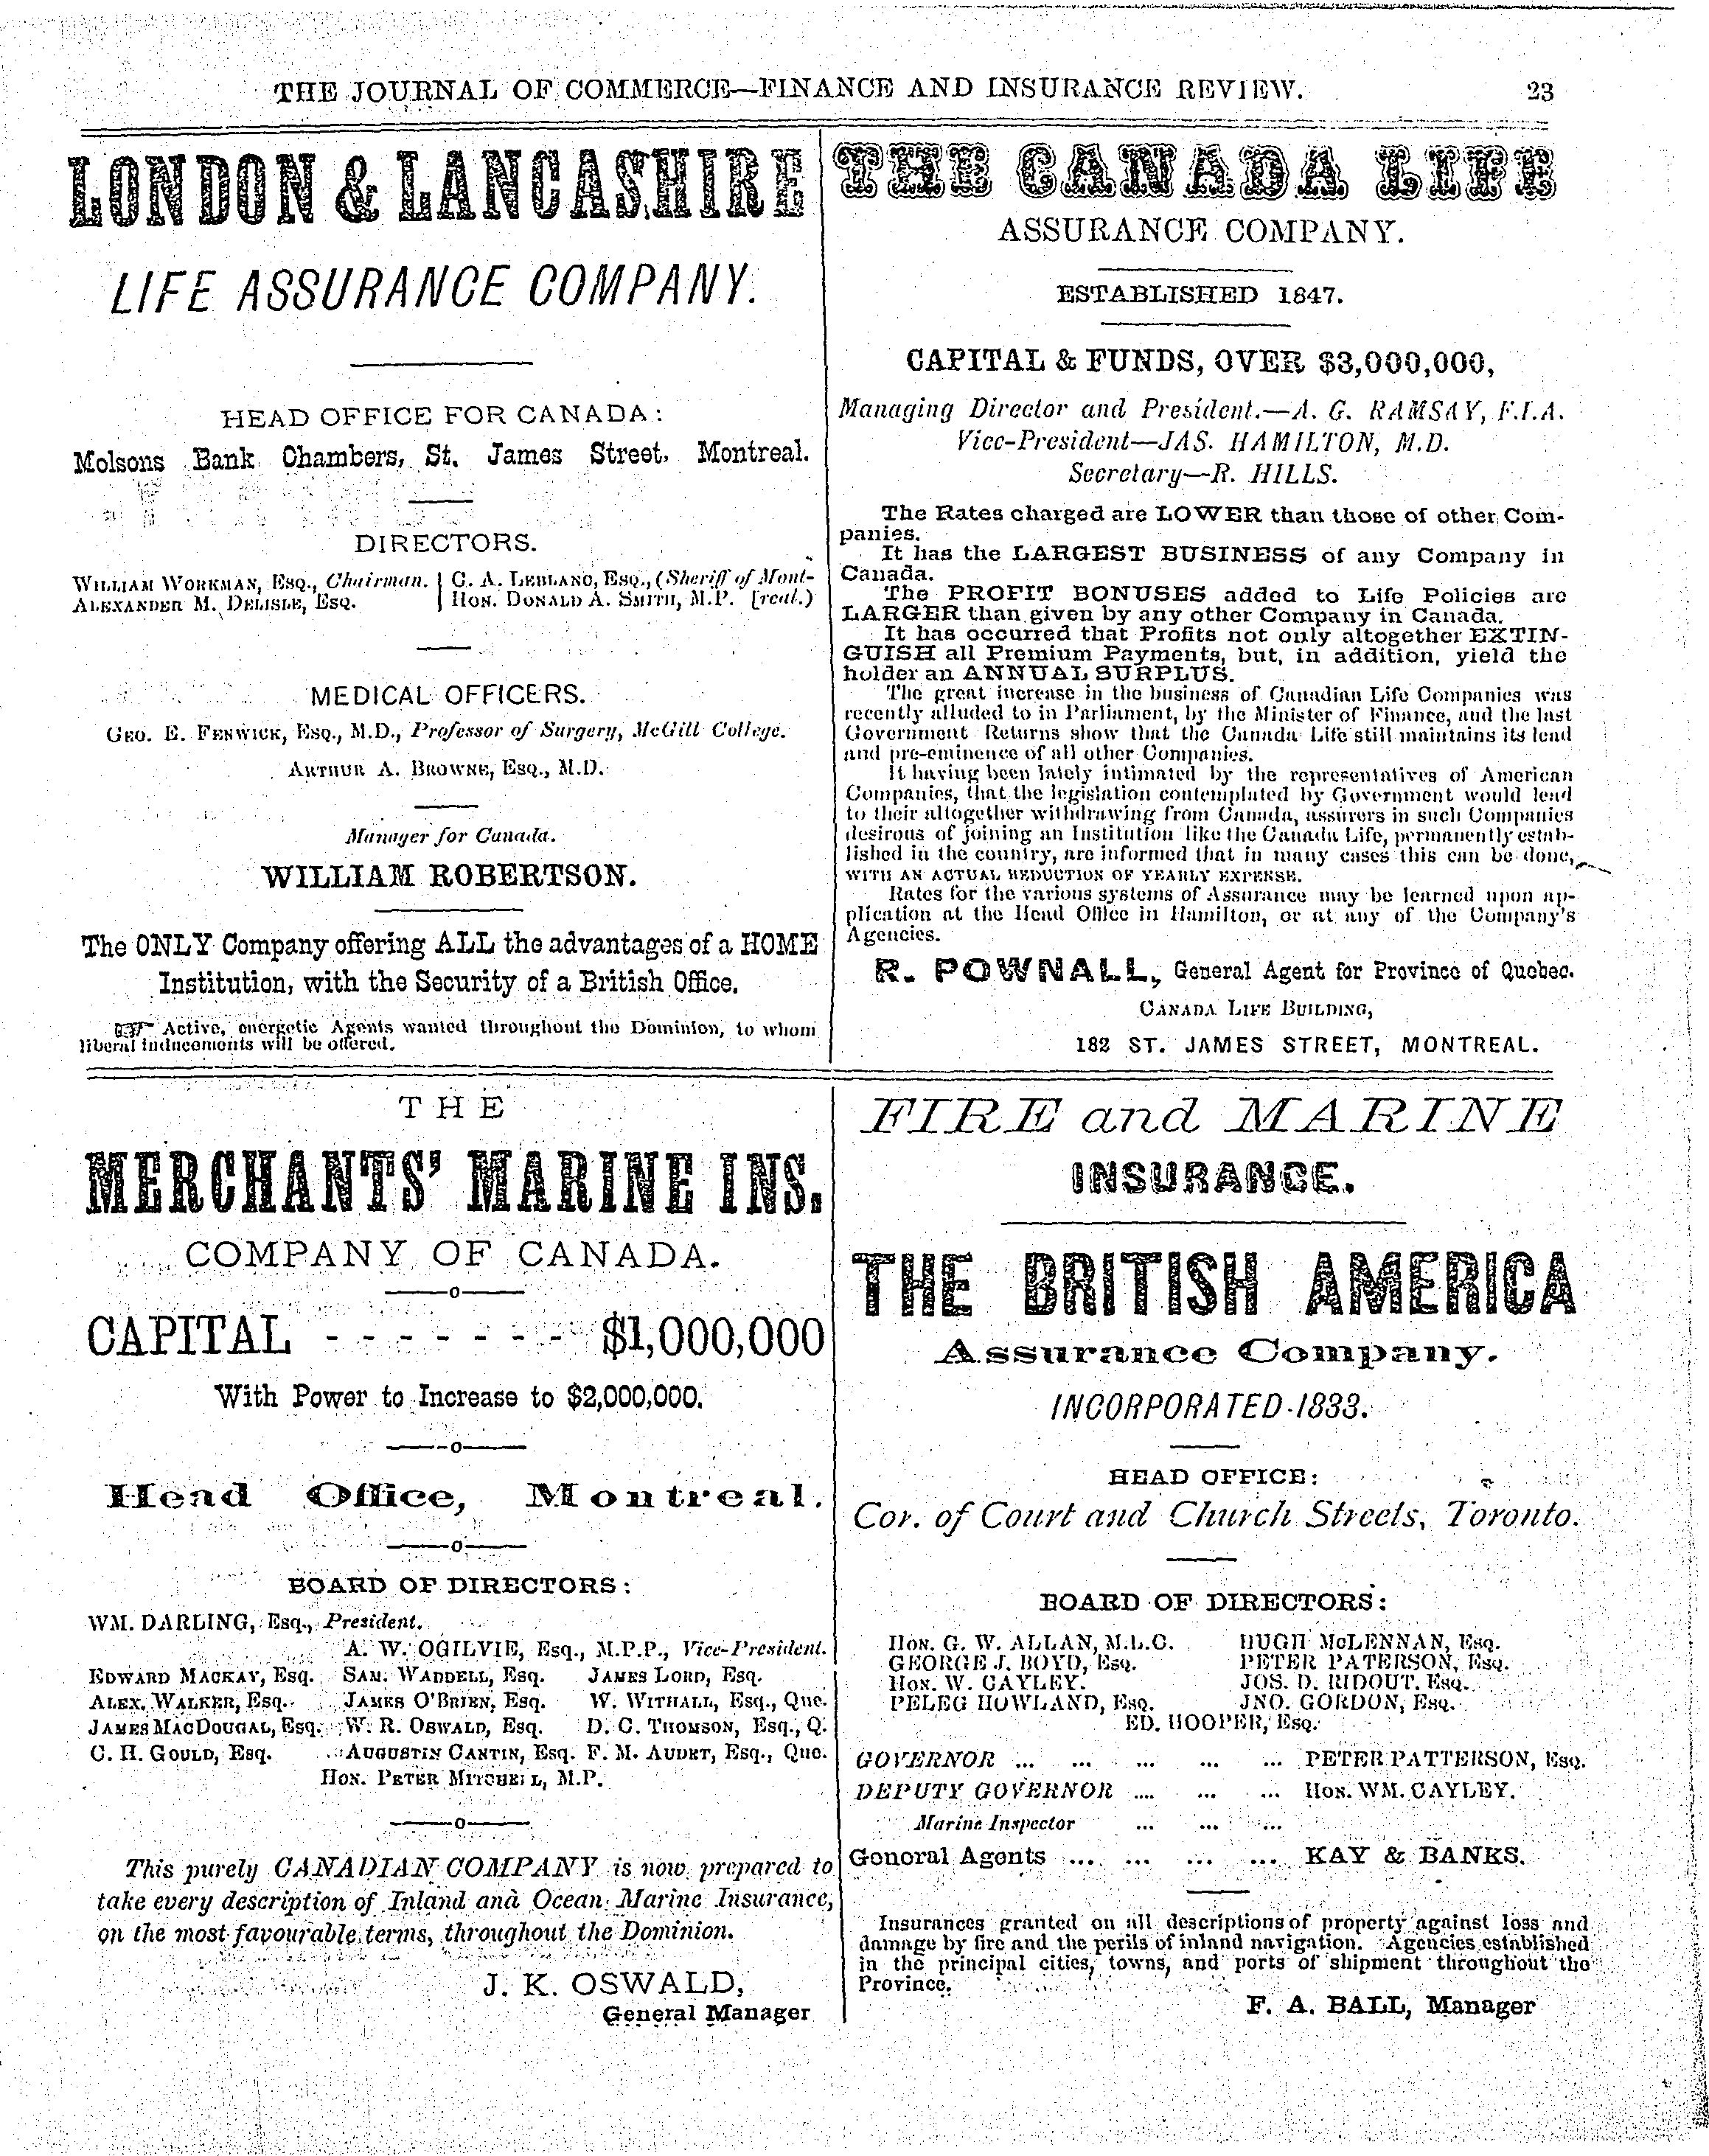 THE JOURNAL OF COMMERCE—FINANCE AND INSURANCE REVIEW. 23
LONDON & LANCASHIRE
LIFE ASSURANCE COMPANY.
HEAD OFFICE FOR CANADA:
Molsons Bank Chambers, St. James Street, Montreal.
DIRECTORS.
WILLIAM WORKMAN, ESQ., Chairman. | C. A. LEBLANC, ESQ., (Sheriff of Mont-
ALEXANDER M. DELISLE, ESQ. | HON. DONALD A. SMITH, M.P. [real.)
MEDICAL OFFICERS.
GEO. E. FENWICK, ESQ., M.D., Professor of Surgery, McGill College.
ARTHUR A. BROWNE, ESQ., M.D.
Manager for Canada.
WILLIAM ROBERTSON.
The ONLY Company offering ALL the advantages of a HOME
Institution, with the Security of a British Office.
☞ Active, energetic Agents wanted throughout the Dominion, to whom
liberal inducements will be offered.
THE CANADA LIFE
ASSURANCE COMPANY.
ESTABLISHED 1847.
CAPITAL & FUNDS, OVER $3,000,000,
Managing Director and President.—A. G. RAMSAY, F.I.A.
Vice-President—JAS. HAMILTON, M.D.
Secretary—R. HILLS.
The Rates charged are LOWER than those of other Com-
panies.
It has the LARGEST BUSINESS of any Company in
Canada.
The PROFIT BONUSES added to Life Policies are
LARGER than given by any other Company in Canada.
It has occurred that Profits not only altogether EXTIN-
GUISH all Premium Payments, but, in addition, yield the
holder an ANNUAL SURPLUS.
The great increase in the business of Canadian Life Companies was
recently alluded to in Parliament, by the Minister of Finance, and the last
Government Returns show that the Canada Life still maintains its lead
and pre-eminence of all other Companies.
It having been lately intimated by the representatives of American
Companies, that the legislation contemplated by Government would lead
to their altogether withdrawing from Canada, assurers in such Companies
desirous of joining an Institution like the Canada Life, permanently estab-
lished in the country, are informed that in many cases this can be done,
WITH AN ACTUAL REDUCTION OF YEARLY EXPENSE.
Rates for the various systems of Assurance may be learned upon ap-
plication at the Head Office in Hamilton, or at any of the Company's
Agencies.
R. POWNALL, General Agent for Province of Quebec.
CANADA LIFE BUILDING,
182 ST. JAMES STREET, MONTREAL.
THE
MERCHANTS' MARINE INS.
COMPANY OF CANADA.
CAPITAL - - - - - - - $1,000,000
With Power to Increase to $2,000,000.
Head Office, Montreal.
BOARD OF DIRECTORS:
WM. DARLING, Esq., President.
A. W. OGILVIE, Esq., M.P.P., Vice-President.
EDWARD MACKAY, Esq. SAM. WADDELL, Esq. JAMES LORD, Esq.
ALEX. WALKER, Esq. JAMES O'BRIEN, Esq. W. WITHALL, Esq., Que.
JAMES MACDOUGAL, Esq. W. R. OSWALD, Esq. D. C. THOMSON, Esq., Q.
C. H. GOULD, Esq. AUGUSTIN CANTIN, Esq. F. M. AUDET, Esq., Que.
HON. PETER MITCHELL, M.P.
This purely CANADIAN COMPANY is now prepared to
take every description of Inland and Ocean Marine Insurance,
on the most favourable terms, throughout the Dominion.
J. K. OSWALD,
General Manager
FIRE and MARINE
INSURANCE.
THE BRITISH AMERICA
Assurance Company.
INCORPORATED 1833.
HEAD OFFICE:
Cor. of Court and Church Streets, Toronto.
BOARD OF DIRECTORS:
HON. G. W. ALLAN, M.L.C. HUGH McLENNAN, Esq.
GEORGE J. BOYD, Esq. PETER PATERSON, Esq.
HON. W. CAYLEY. JOS. D. RIDOUT, Esq.
PELEG HOWLAND, Esq. JNO. GORDON, Esq.
ED. HOOPER, Esq.
GOVERNOR ... ... ... ... ... PETER PATTERSON, Esq.
DEPUTY GOVERNOR .... ... ... HON. WM. CAYLEY.
Marine Inspector ... ... ...
General Agents ... ... ... ... KAY & BANKS.
Insurances granted on all descriptions of property against loss and
damage by fire and the perils of inland navigation. Agencies established
in the principal cities, towns, and ports of shipment throughout the
Province.
F. A. BALL, Manager